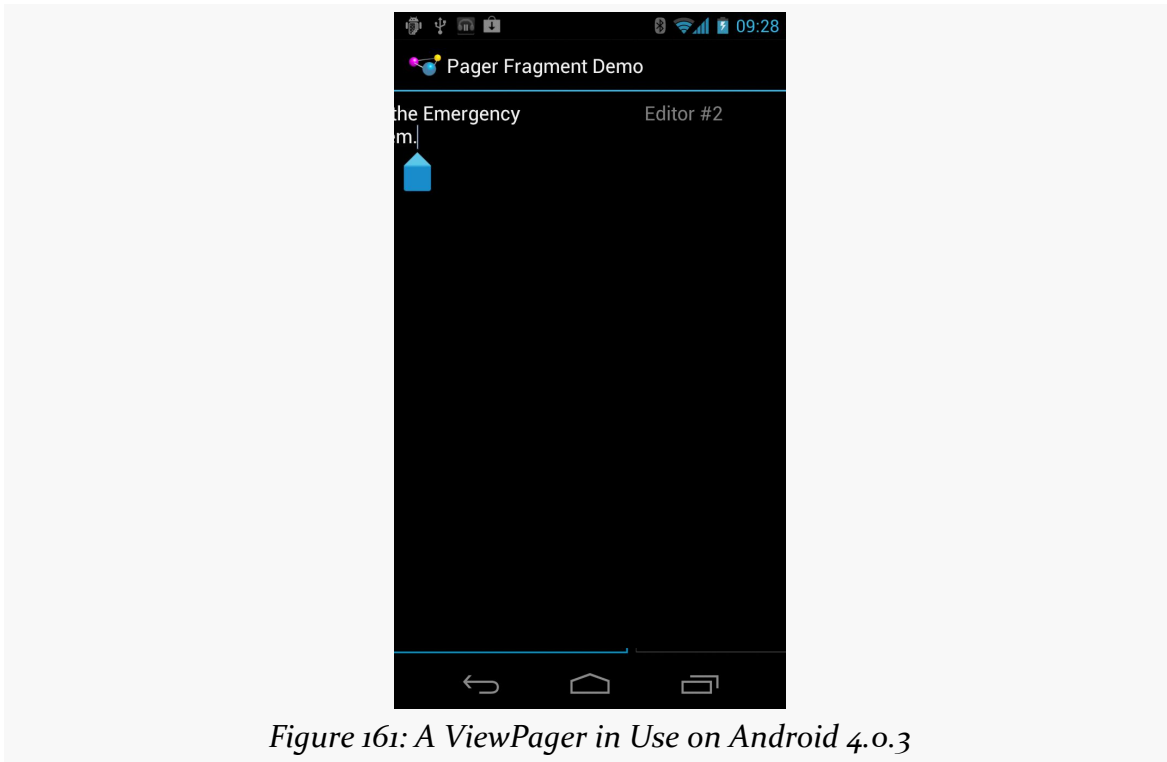 09:28
Pager Fragment Demo
the Emergency
Editor #2
em.
Figure 161: A ViewPager in Use on Android 4.0.3